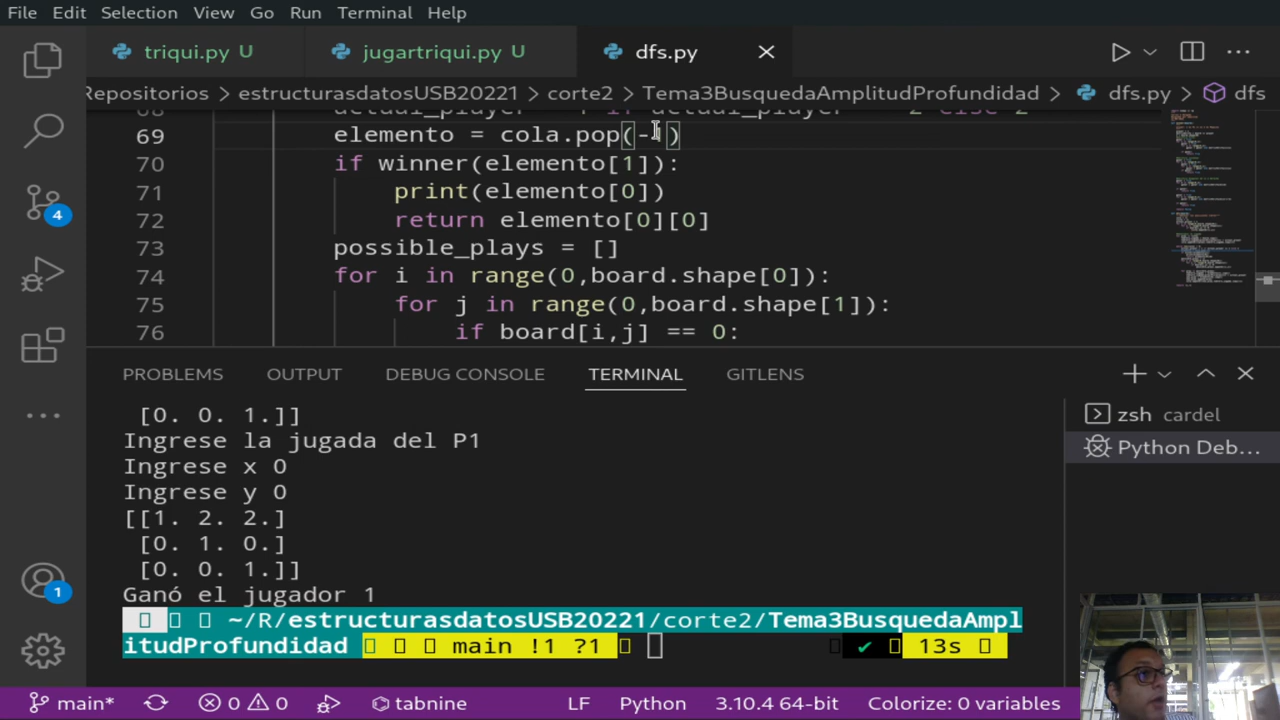 File Edit Selection View Go Run Terminal Help
triqui.py U jugartriqui.py U dfs.py
Repositorios > estructurasdatosUSB20221 > corte2 > Tema3BusquedaAmplitudProfundidad > dfs.py > dfs
69 elemento = cola.pop(-1)
70 if winner(elemento[1]):
71 print(elemento[0])
72 return elemento[0][0]
73 possible_plays = []
74 for i in range(0,board.shape[0]):
75 for j in range(0,board.shape[1]):
76 if board[i,j] == 0:
PROBLEMS OUTPUT DEBUG CONSOLE TERMINAL GITLENS
[0. 0. 1.]]
Ingrese la jugada del P1
Ingrese x 0
Ingrese y 0
[[1. 2. 2.]
[0. 1. 0.]
[0. 0. 1.]]
Ganó el jugador 1
~/R/estructurasdatosUSB20221/corte2/Tema3BusquedaAmpl
itudProfundidad main !1 ?1 ✔ 13s
zsh cardel
Python Deb...
4
1
main* 0 0 tabnine LF Python 3.10.4 64-bit Colorize: 0 variables